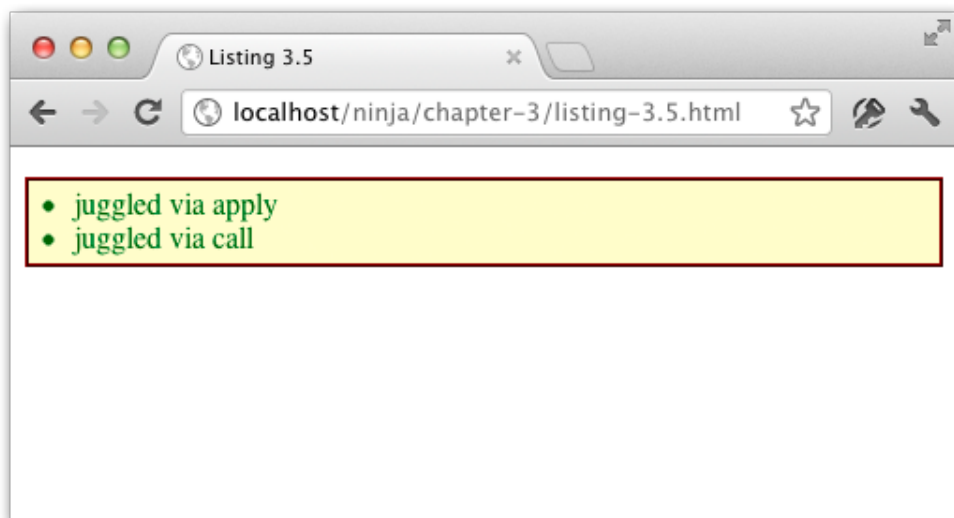 Listing 3.5
localhost/ninja/chapter-3/listing-3.5.html
juggled via apply
juggled via call